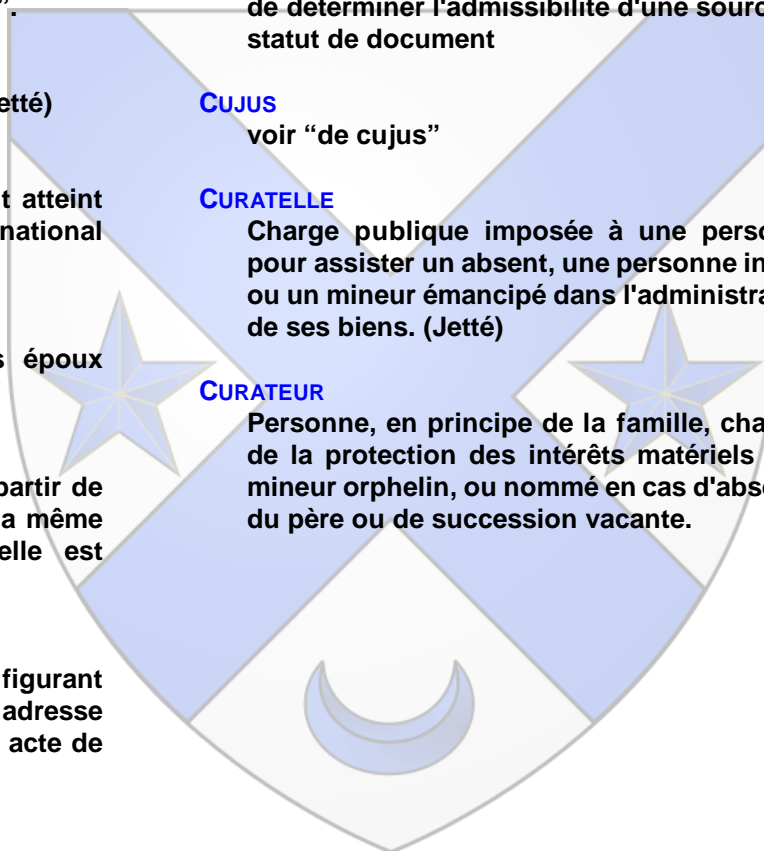 ”.
etté)
t atteint
national
s époux
partir de
a même
elle est
figurant
adresse
acte de
de déterminer l'admissibilité d'une sourc
statut de document
CUJUS
voir “de cujus”
CURATELLE
Charge publique imposée à une perso
pour assister un absent, une personne in
ou un mineur émancipé dans l'administra
de ses biens. (Jetté)
CURATEUR
Personne, en principe de la famille, cha
de la protection des intérêts matériels
mineur orphelin, ou nommé en cas d'abs
du père ou de succession vacante.